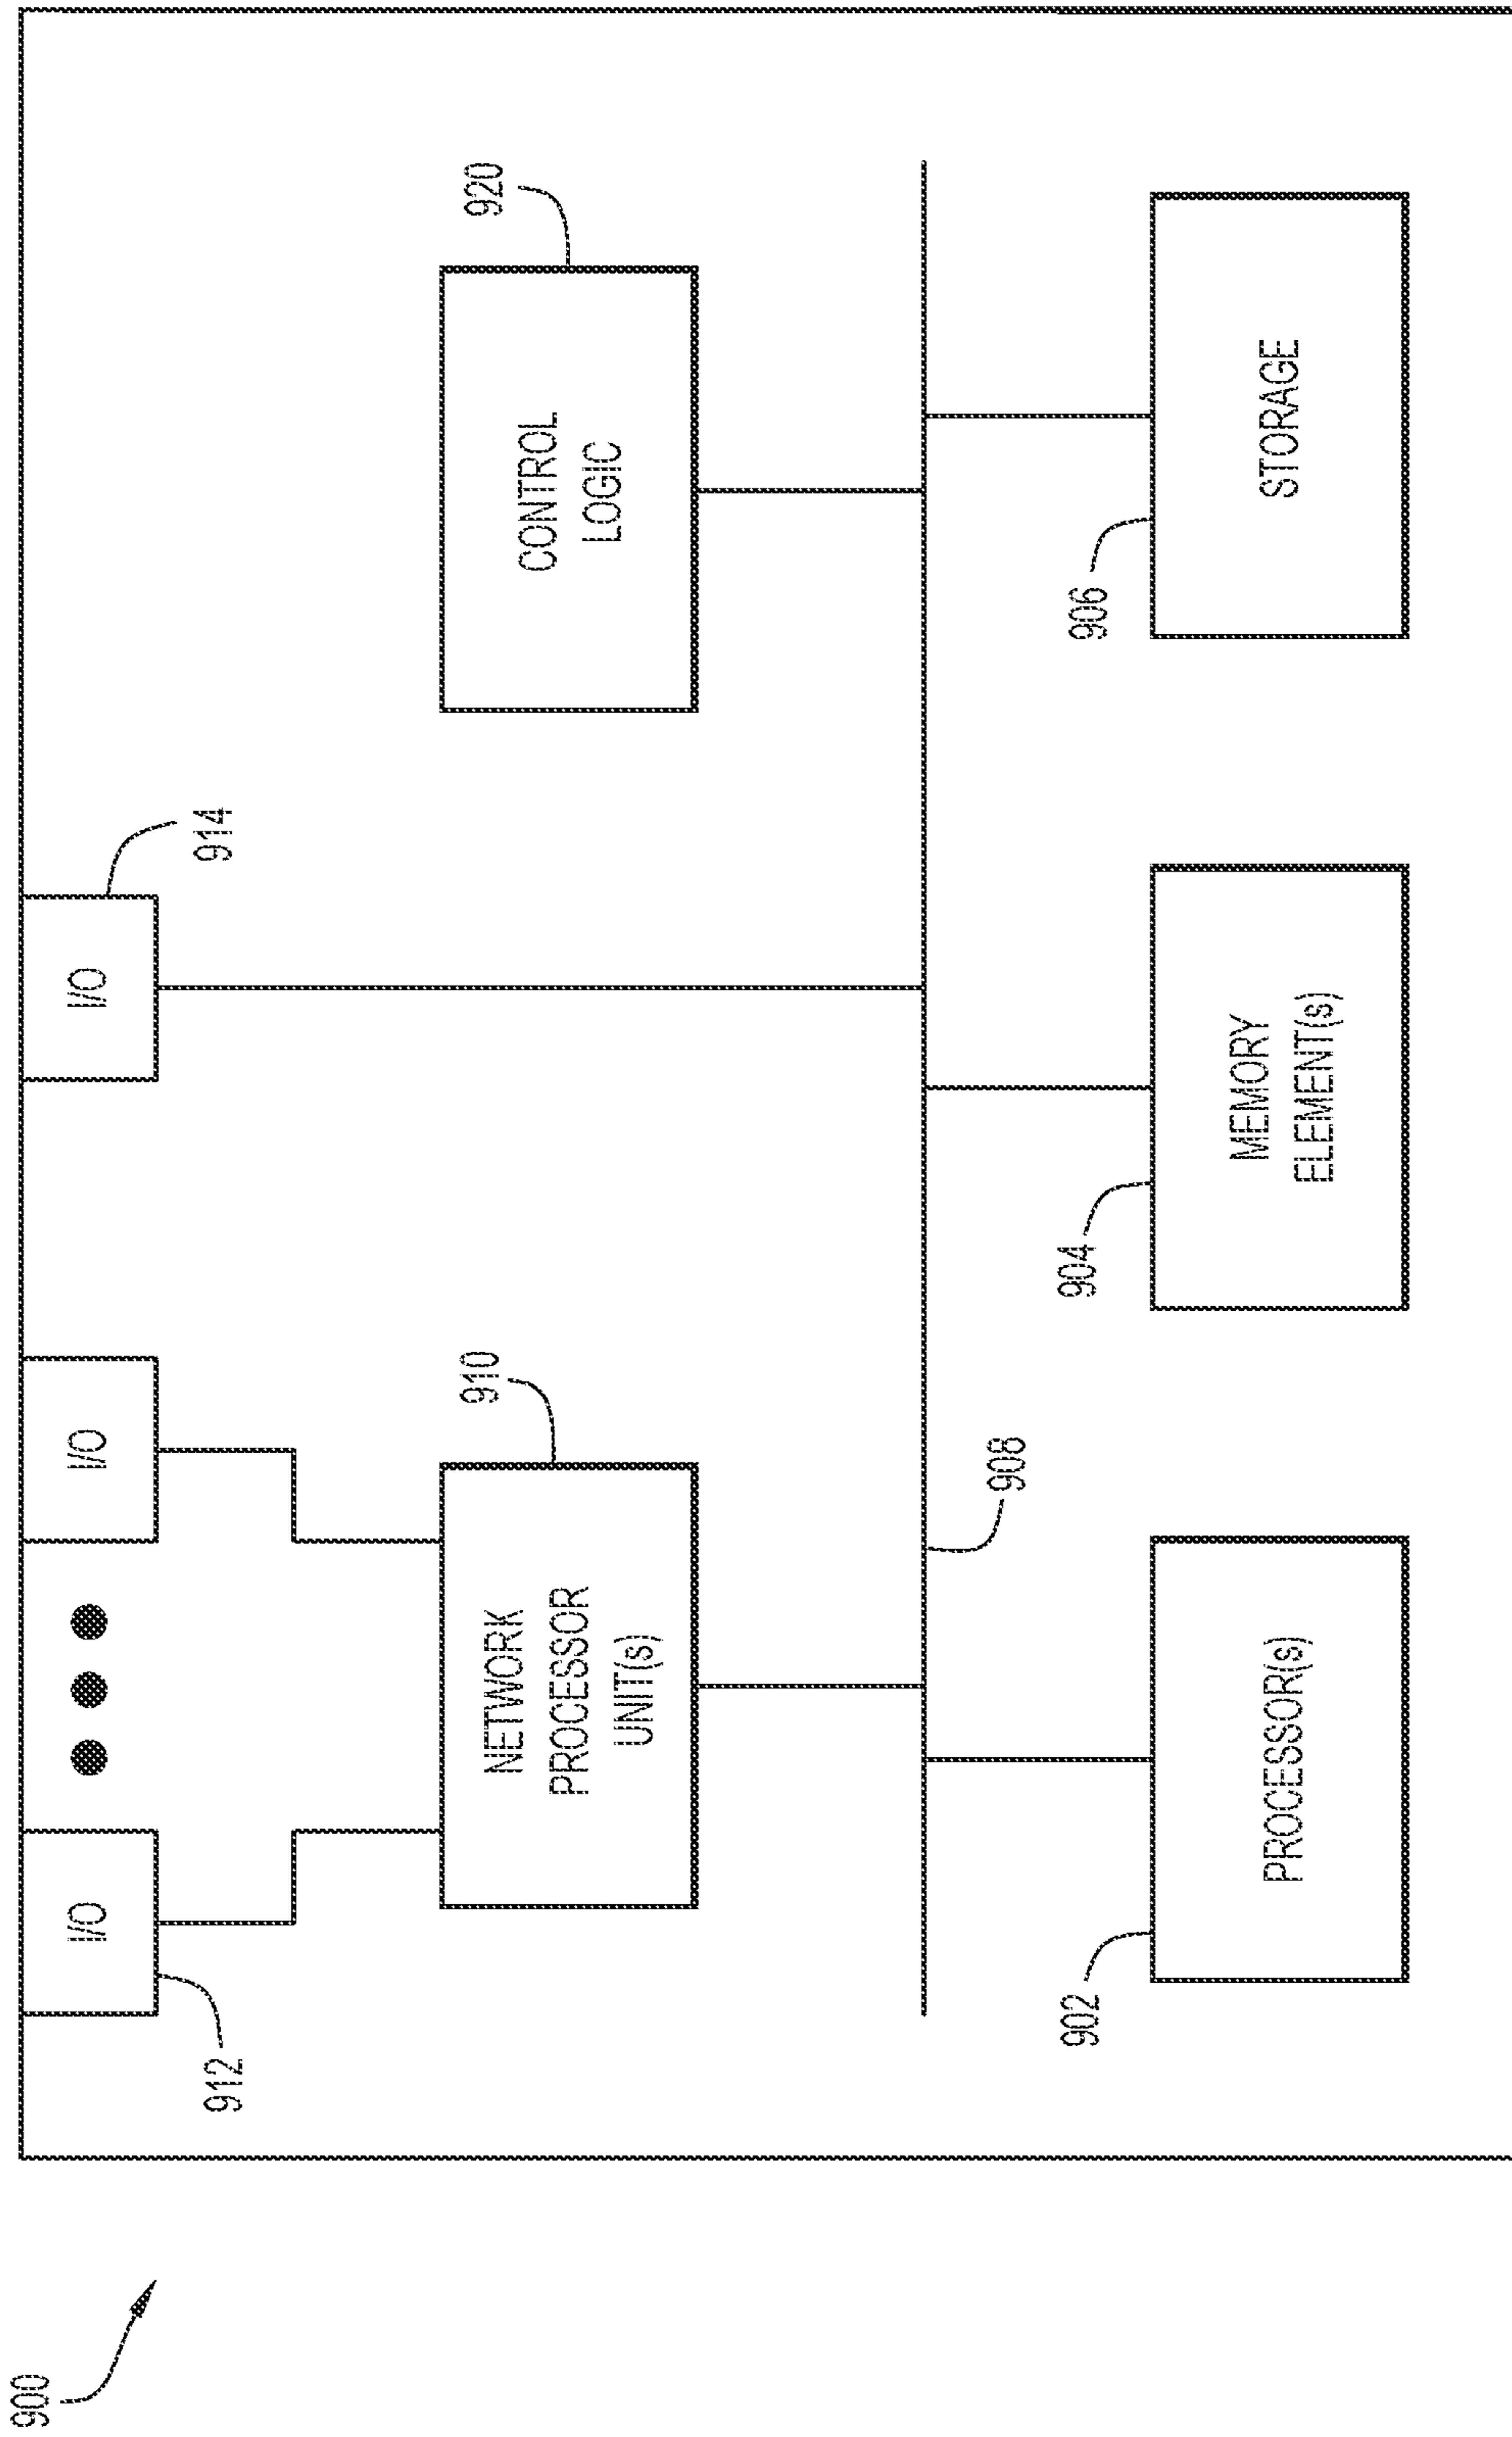 900
I/O
I/O
I/O
912
914
NETWORK
PROCESSOR
UNIT(s)
910
CONTROL
LOGIC
920
908
902
PROCESSOR(s)
904
MEMORY
ELEMENT(s)
906
STORAGE